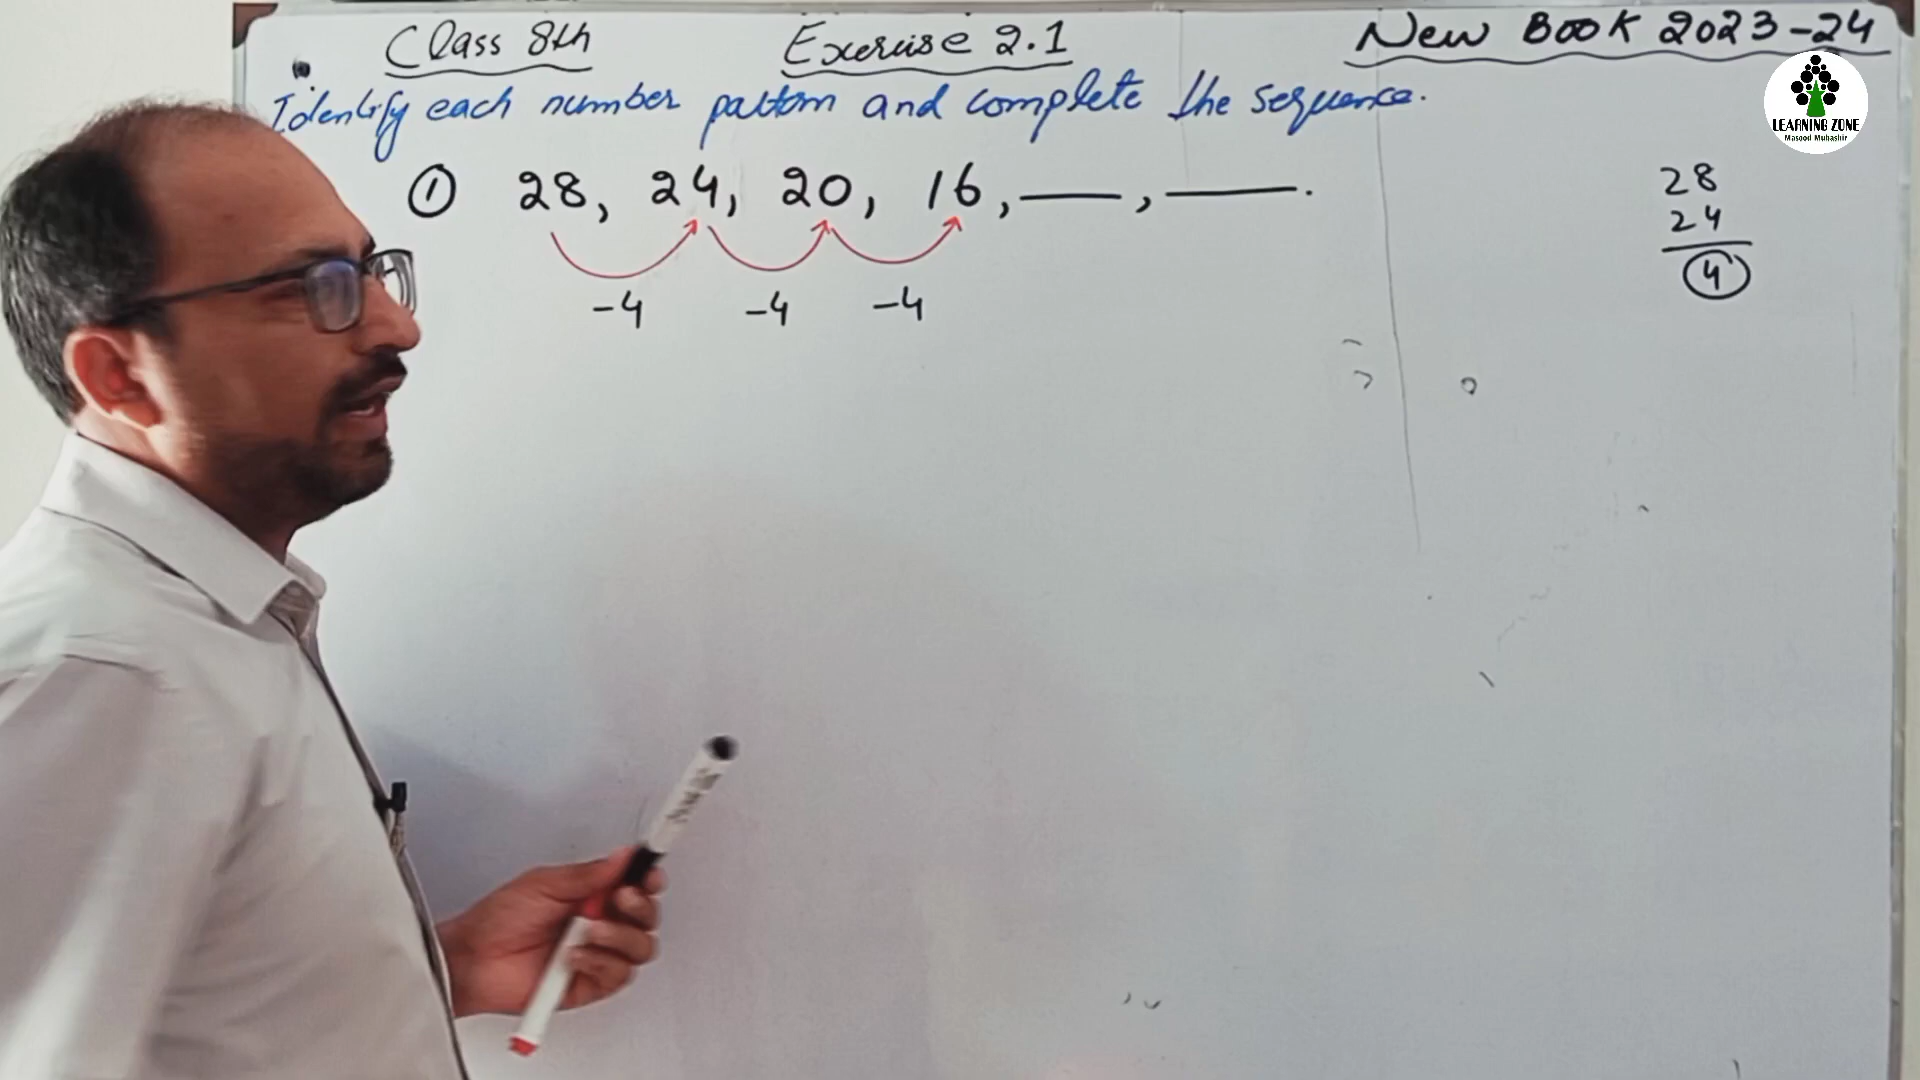 Class 8th Exercise 2.1 New Book 2023-24
Identify each number pattern and complete the sequence.
① 28, 24, 20, 16, ___, ___.
-4 -4 -4
28
24
4
LEARNING ZONE
Masood Mubashir